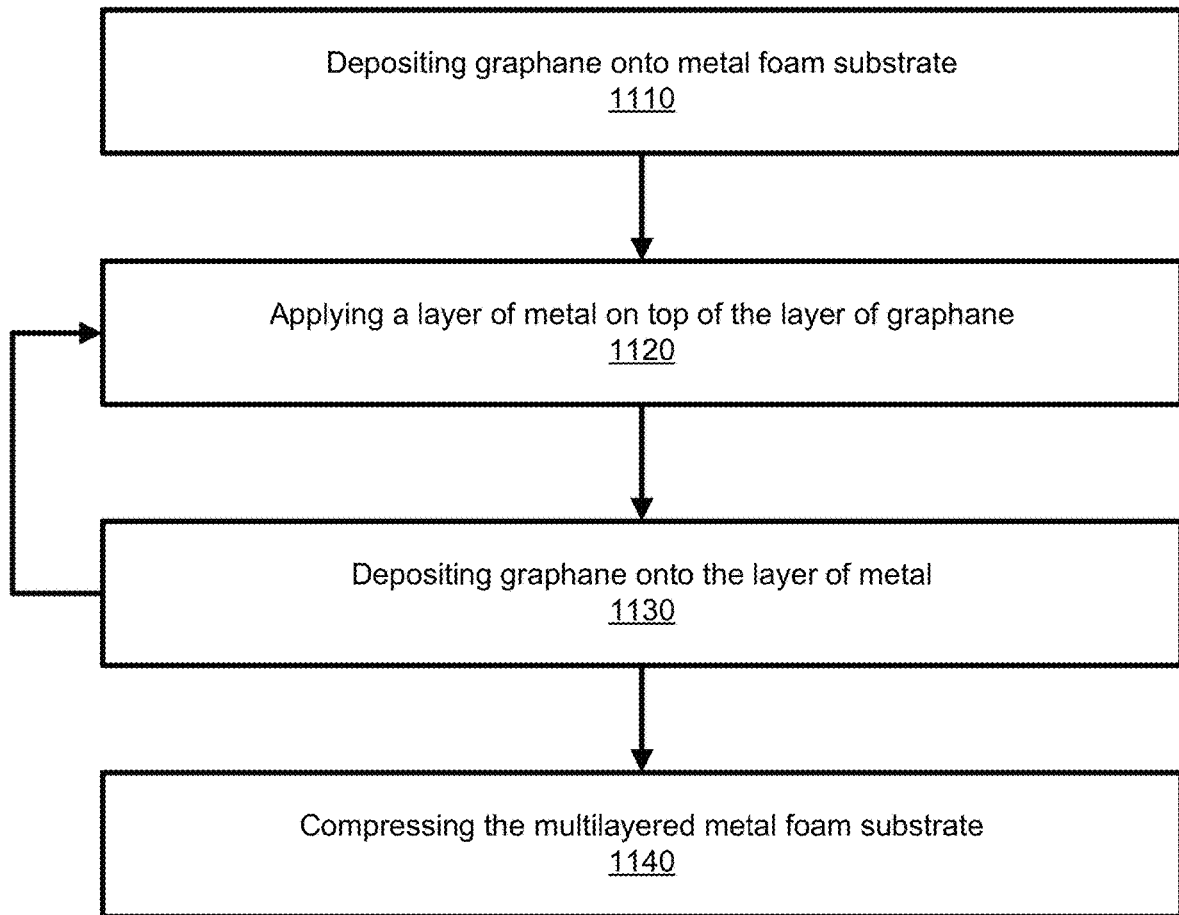 Depositing graphane onto metal foam substrate
1110
Applying a layer of metal on top of the layer of graphane
1120
Depositing graphane onto the layer of metal
1130
Compressing the multilayered metal foam substrate
1140